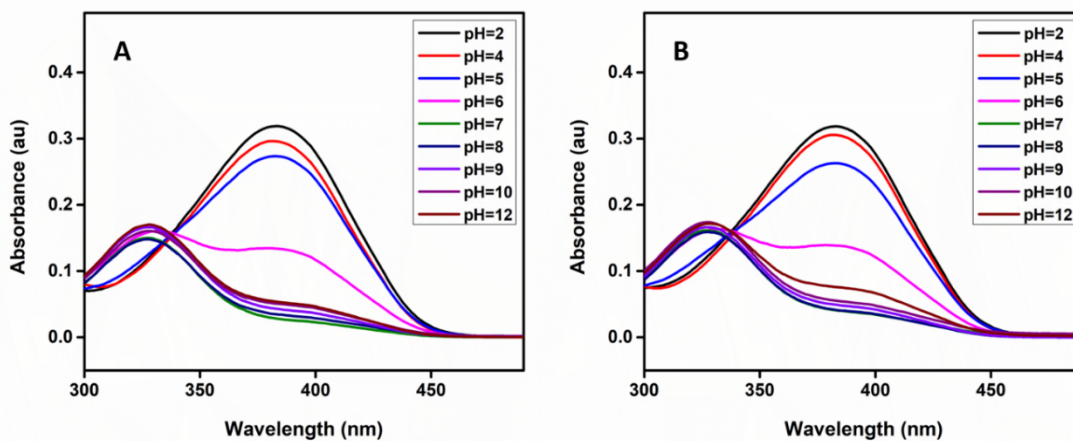 A
pH=2
pH=4
pH=5
pH=6
pH=7
pH=8
pH=9
pH=10
pH=12
0.4
0.3
0.2
0.1
0.0
Absorbance (au)
300
350
400
450
Wavelength (nm)
B
pH=2
pH=4
pH=5
pH=6
pH=7
pH=8
pH=9
pH=10
pH=12
0.4
0.3
0.2
0.1
0.0
Absorbance (au)
300
350
400
450
Wavelength (nm)